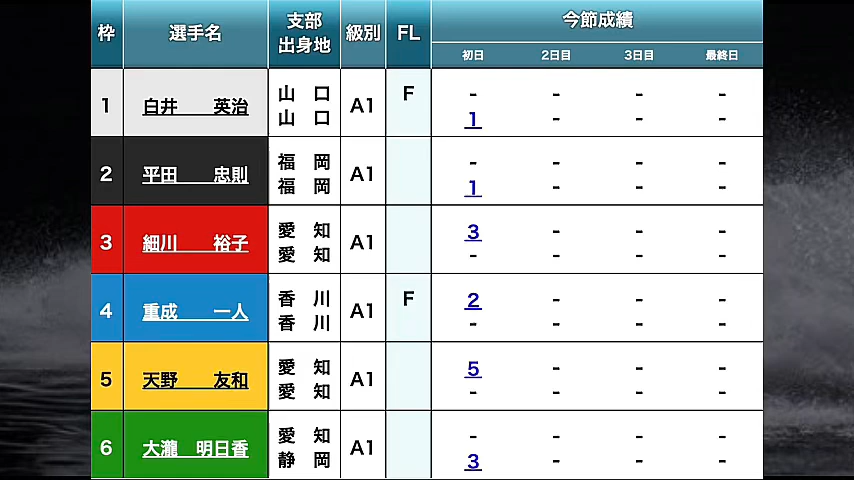 枠 選手名 支部 級別 FL 今節成績
出身地
初日 2日目 3日目 最終日
1 白井 英治 山口 A1 F - - - -
山口 1 - - -
2 平田 忠則 福岡 A1 - - - -
福岡 1 - - -
3 細川 裕子 愛知 A1 3 - - -
愛知 - - - -
4 重成 一人 香川 A1 F 2 - - -
香川 - - - -
5 天野 友和 愛知 A1 5 - - -
愛知 - - - -
6 大瀧 明日香 愛知 A1 - - - -
静岡 3 - - -